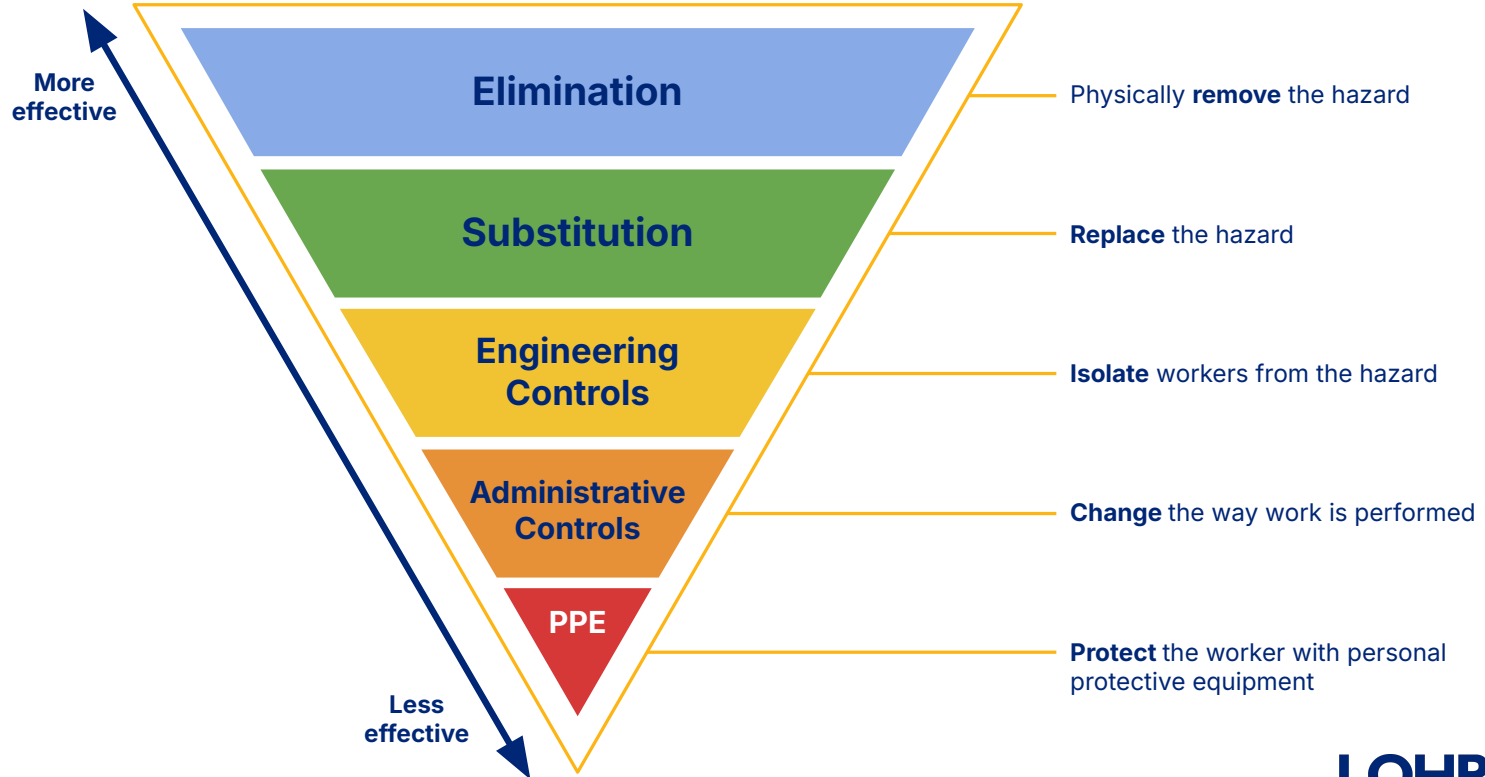 More
effective
Elimination
Physically remove the hazard
Substitution
Replace the hazard
Engineering
Controls
Isolate workers from the hazard
Administrative
Controls
Change the way work is performed
PPE
Protect the worker with personal
protective equipment
Less
effective